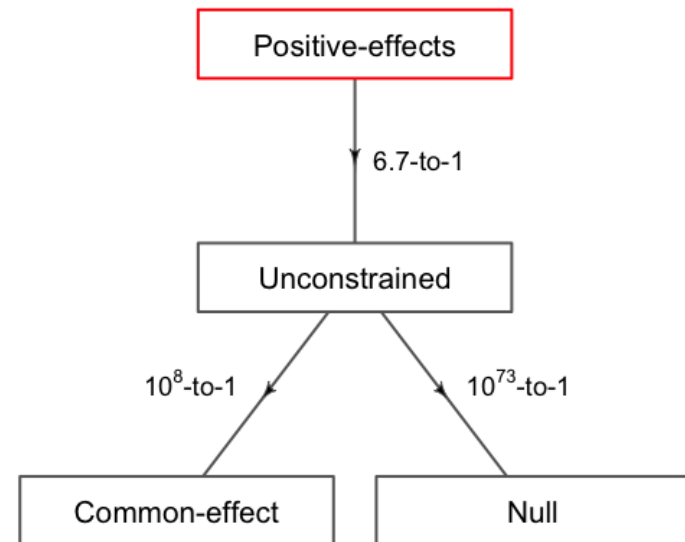 Positive-effects
6.7-to-1
Unconstrained
10⁸-to-1
10⁷³-to-1
Common-effect
Null